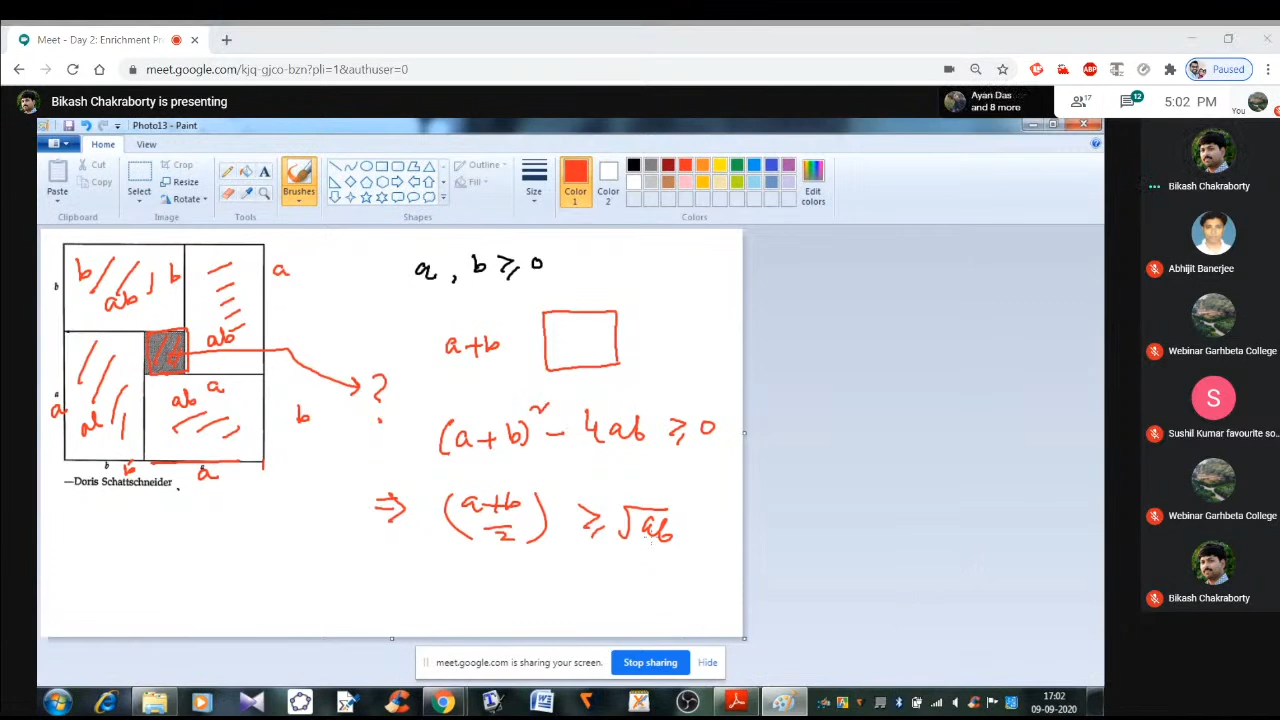 Meet - Day 2: Enrichment Pr
meet.google.com/kjq-gjco-bzn?pli=1&authuser=0
Paused
Bikash Chakraborty is presenting
Ayan Das
and 8 more
17
12
5:02 PM
You
Photo13 - Paint
Home View
Paste
Cut
Copy
Clipboard
Select
Crop
Resize
Rotate
Image
A
Tools
Brushes
Outline
Fill
Shapes
Size
Color 1
Color 2
Edit colors
Colors
b
b b
ab
a
ab
a , b ≥ 0
a+b
a
ab
a
ab
b
?
(a+b)² - 4ab ≥ 0
b
b
a
—Doris Schattschneider
⇒ (a+b/2) ≥ √ab
Bikash Chakraborty
Abhijit Banerjee
Webinar Garhbeta College
S
Sushil Kumar favourite so...
Webinar Garhbeta College
Bikash Chakraborty
meet.google.com is sharing your screen.
Stop sharing
Hide
17:02
09-09-2020